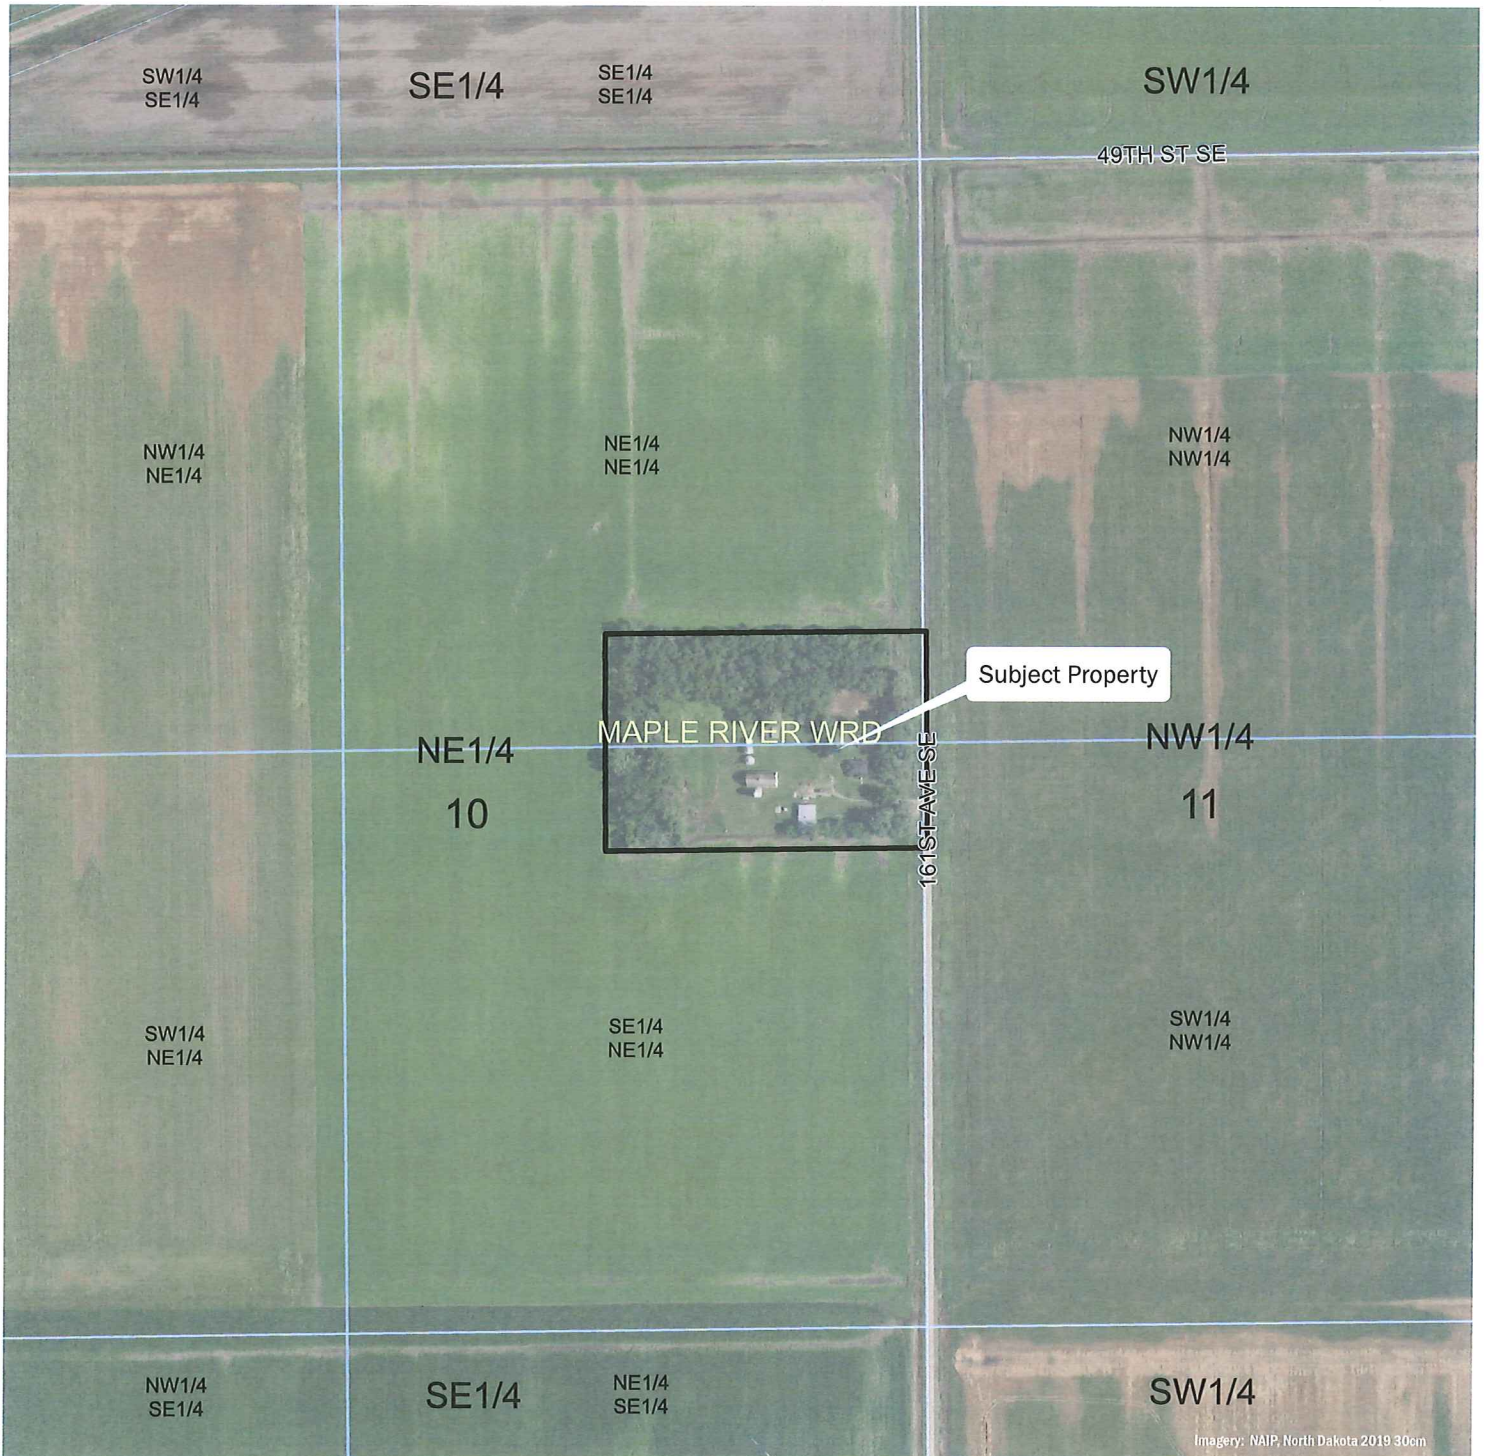 SW1/4
SE1/4
SE1/4
SE1/4
SE1/4
SW1/4
49TH ST SE
NW1/4
NE1/4
NE1/4
NE1/4
NW1/4
NW1/4
Subject Property
MAPLE RIVER WRD
NE1/4
10
161ST AVE SE
NW1/4
11
SW1/4
NE1/4
SE1/4
NE1/4
SW1/4
NW1/4
NW1/4
SE1/4
SE1/4
NE1/4
SE1/4
SW1/4
Imagery: NAIP, North Dakota 2019 30cm